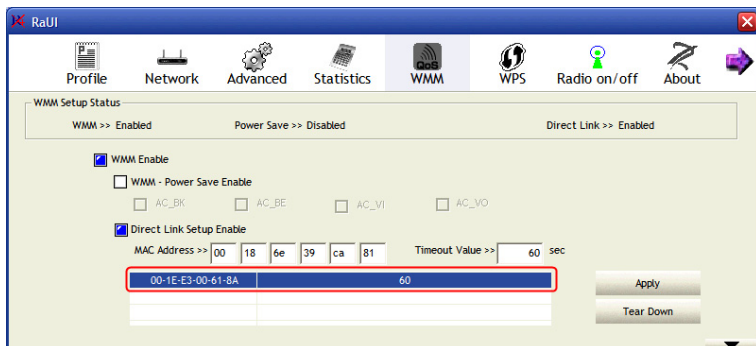 RaUI
Profile Network Advanced Statistics QoS WMM WPS Radio on/off About
WMM Setup Status
WMM >> Enabled Power Save >> Disabled Direct Link >> Enabled
WMM Enable
WMM - Power Save Enable
AC_BK AC_BE AC_VI AC_VO
Direct Link Setup Enable
MAC Address >> 00 18 6e 39 ca 81 Timeout Value >> 60 sec
00-1E-E3-00-61-8A 60
Apply
Tear Down